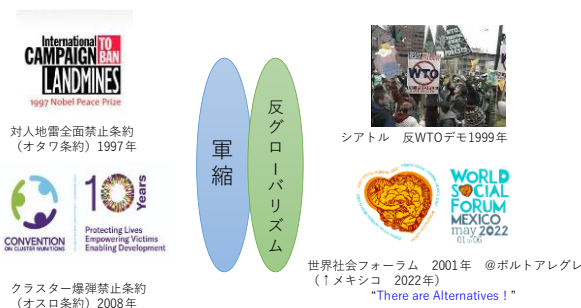 International
CAMPAIGN TO
BAN
LANDMINES
1997 Nobel Peace Prize
対人地雷全面禁止条約
（オタワ条約）1997年
CONVENTION
ON CLUSTER MUNITIONS
10 Years
Protecting Lives
Empowering Victims
Enabling Development
クラスター爆弾禁止条約
（オスロ条約）2008年
軍縮
反グローバリズム
WTO
シアトル　反WTOデモ1999年
WORLD
SOCIAL
FORUM
MEXICO
may 2022
01 to 06
世界社会フォーラム　2001年　@ポルトアレグレ
（↑メキシコ　2022年）
“There are Alternatives！”